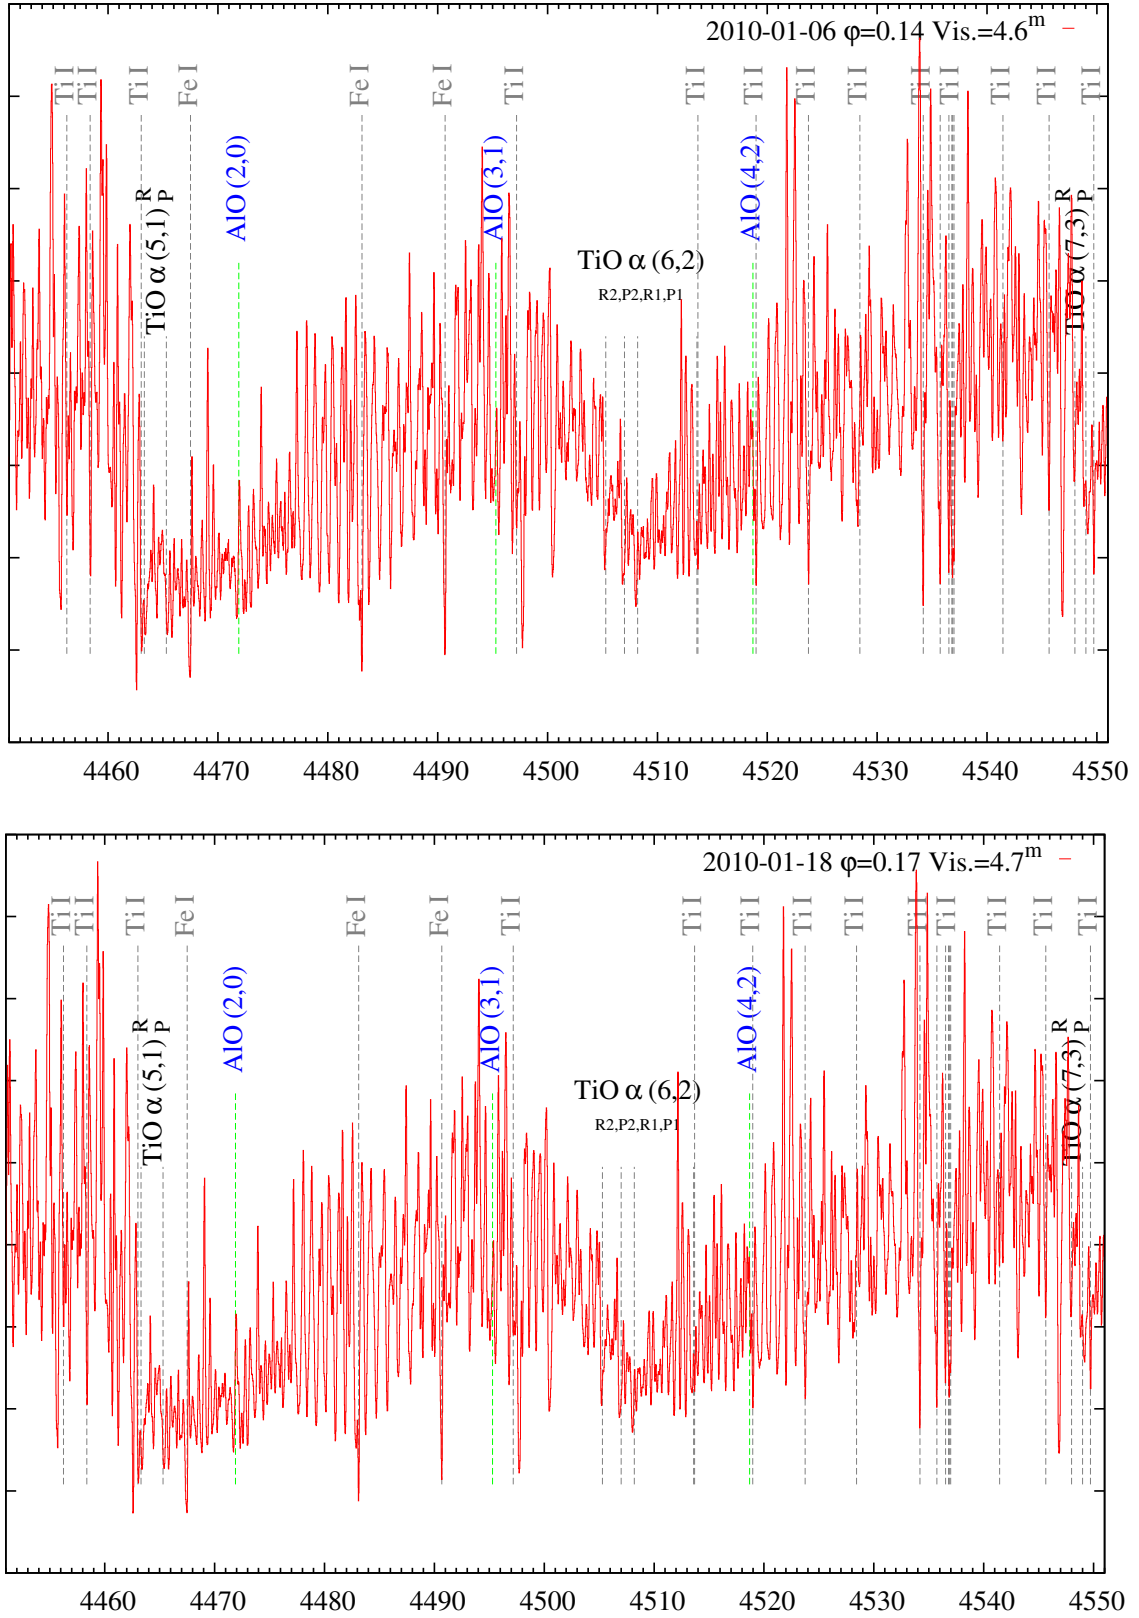 2010-01-06 φ=0.14 Vis.=4.6m
Ti I Ti I Ti I Fe I Fe I Fe I Ti I Ti I Ti I Ti I Ti I Ti I Ti I Ti I Ti I Ti I
TiO α (5,1) R P
AlO (2,0)
AlO (3,1)
TiO α (6,2)
R2,P2,R1,P1
AlO (4,2)
TiO α (7,3) R P
4460 4470 4480 4490 4500 4510 4520 4530 4540 4550
2010-01-18 φ=0.17 Vis.=4.7m
Ti I Ti I Ti I Fe I Fe I Fe I Ti I Ti I Ti I Ti I Ti I Ti I Ti I Ti I Ti I Ti I
TiO α (5,1) R P
AlO (2,0)
AlO (3,1)
TiO α (6,2)
R2,P2,R1,P1
AlO (4,2)
TiO α (7,3) R P
4460 4470 4480 4490 4500 4510 4520 4530 4540 4550